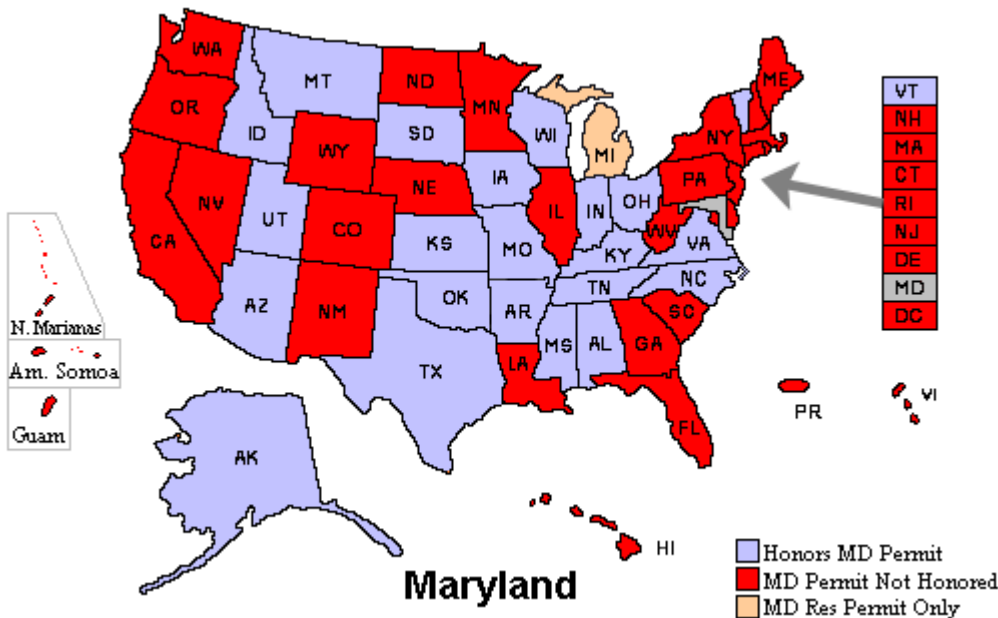 WA
MT
ND
MN
ME
VT
OR
ID
SD
WI
NY
NH
WY
MI
MA
IA
PA
CT
NE
NV
UT
IL
IN
OH
RI
CO
WV
NJ
CA
KS
MO
KY
VA
DE
TN
NC
MD
AZ
OK
AR
NM
SC
DC
N. Marianas
MS
AL
GA
LA
TX
Am. Somoa
PR
VI
Guam
FL
AK
HI
Honors MD Permit
Maryland
MD Permit Not Honored
MD Res Permit Only